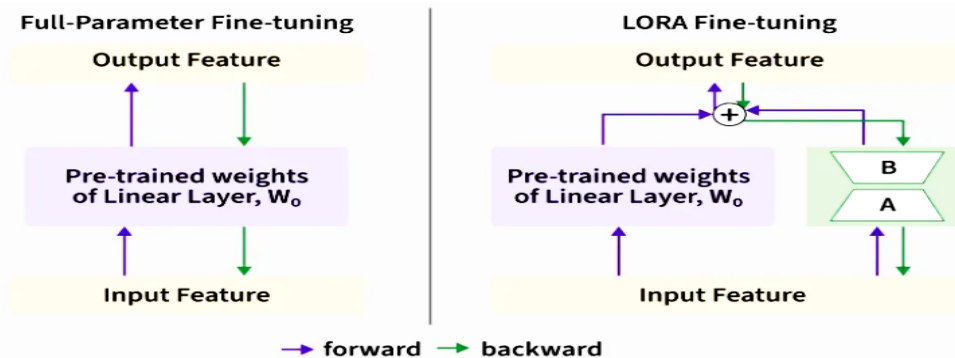 Full-Parameter Fine-tuning
Output Feature
Pre-trained weights
of Linear Layer, W₀
Input Feature
LORA Fine-tuning
Output Feature
+
Pre-trained weights
of Linear Layer, W₀
B
A
Input Feature
forward
backward